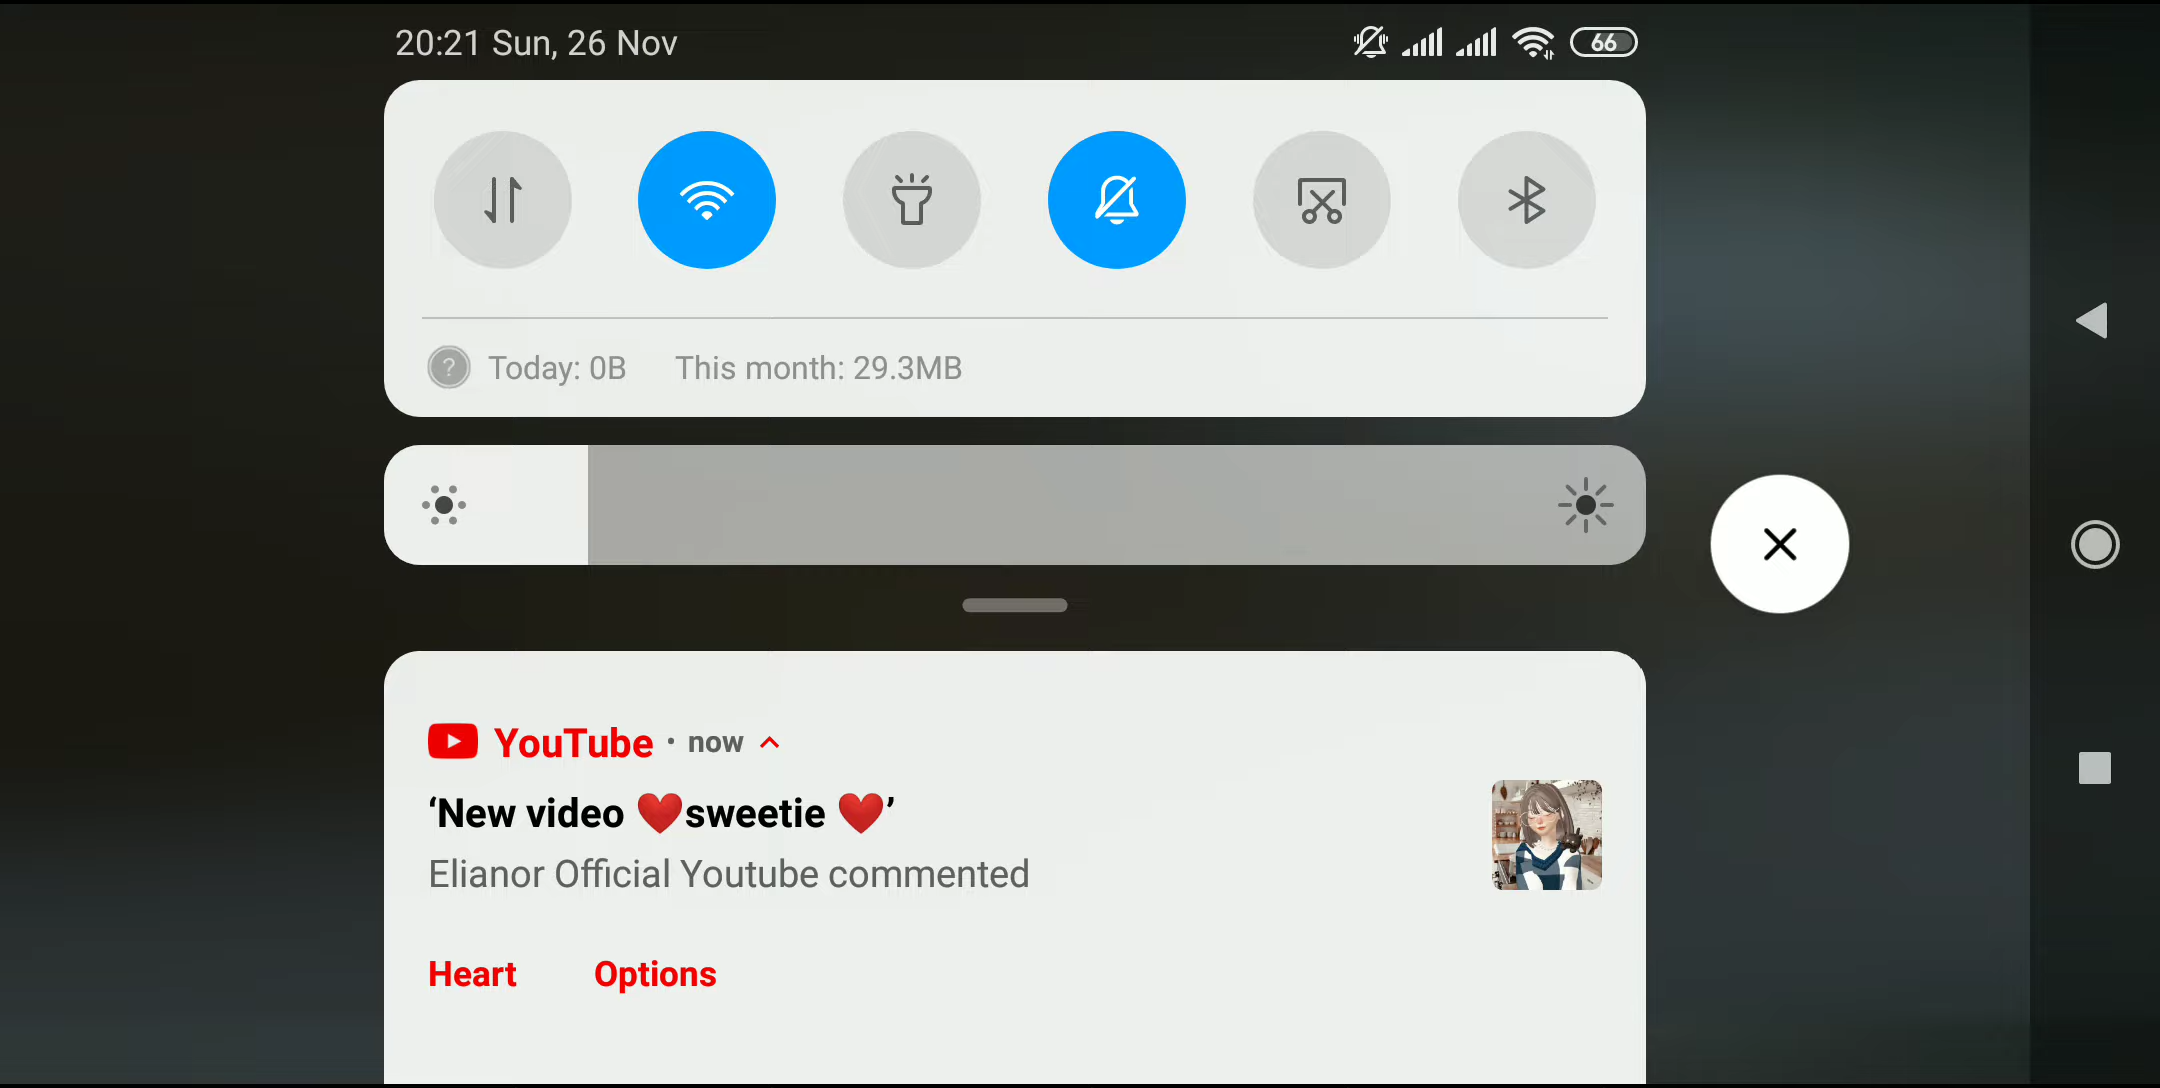 20:21 Sun, 26 Nov
66
Today: 0B This month: 29.3MB
YouTube · now
‘New video ❤️sweetie ❤️’
Elianor Official Youtube commented
Heart Options